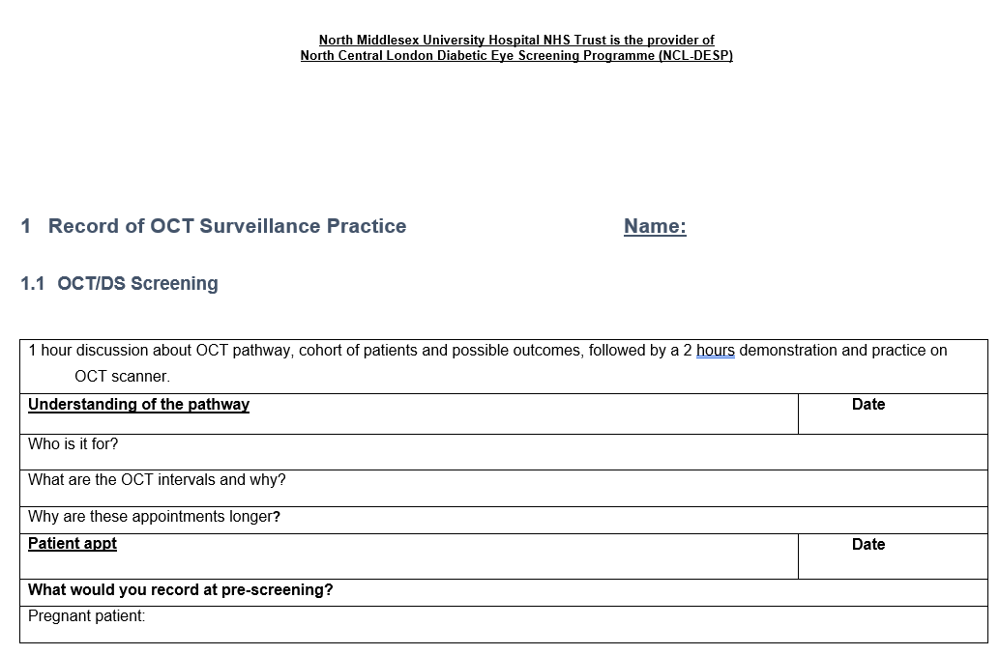 North Middlesex University Hospital NHS Trust is the provider of
North Central London Diabetic Eye Screening Programme (NCL-DESP)
1 Record of OCT Surveillance Practice Name:
1.1 OCT/DS Screening
1 hour discussion about OCT pathway, cohort of patients and possible outcomes, followed by a 2 hours demonstration and practice on
OCT scanner.
Understanding of the pathway Date
Who is it for?
What are the OCT intervals and why?
Why are these appointments longer?
Patient appt Date
What would you record at pre-screening?
Pregnant patient: